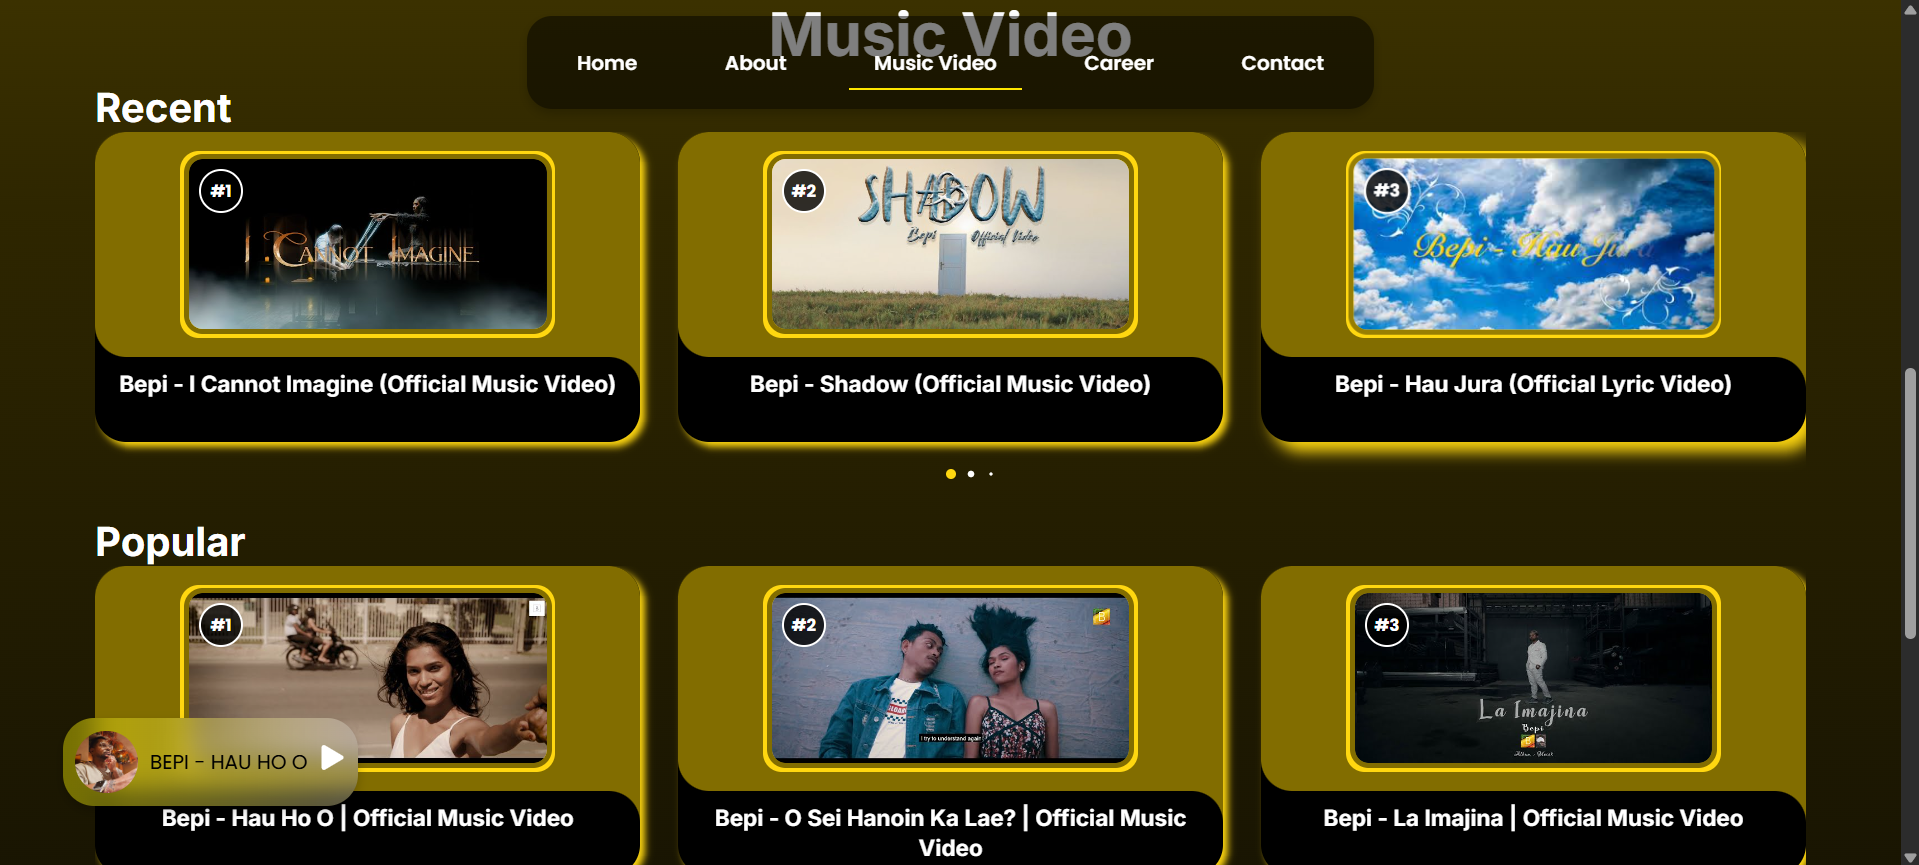 Music Video
Home About Music Video Career Contact
Recent
#1
I Cannot Imagine
#2
SHADOW
Bepi Official Video
#3
Bepi - Hau Jura
Bepi - I Cannot Imagine (Official Music Video)
Bepi - Shadow (Official Music Video)
Bepi - Hau Jura (Official Lyric Video)
Popular
#1
#2
B
I try to understand again
#3
La Imajina
Bepi
BEPI - HAU HO O
Bepi - Hau Ho O | Official Music Video
Bepi - O Sei Hanoin Ka Lae? | Official Music
Video
Bepi - La Imajina | Official Music Video